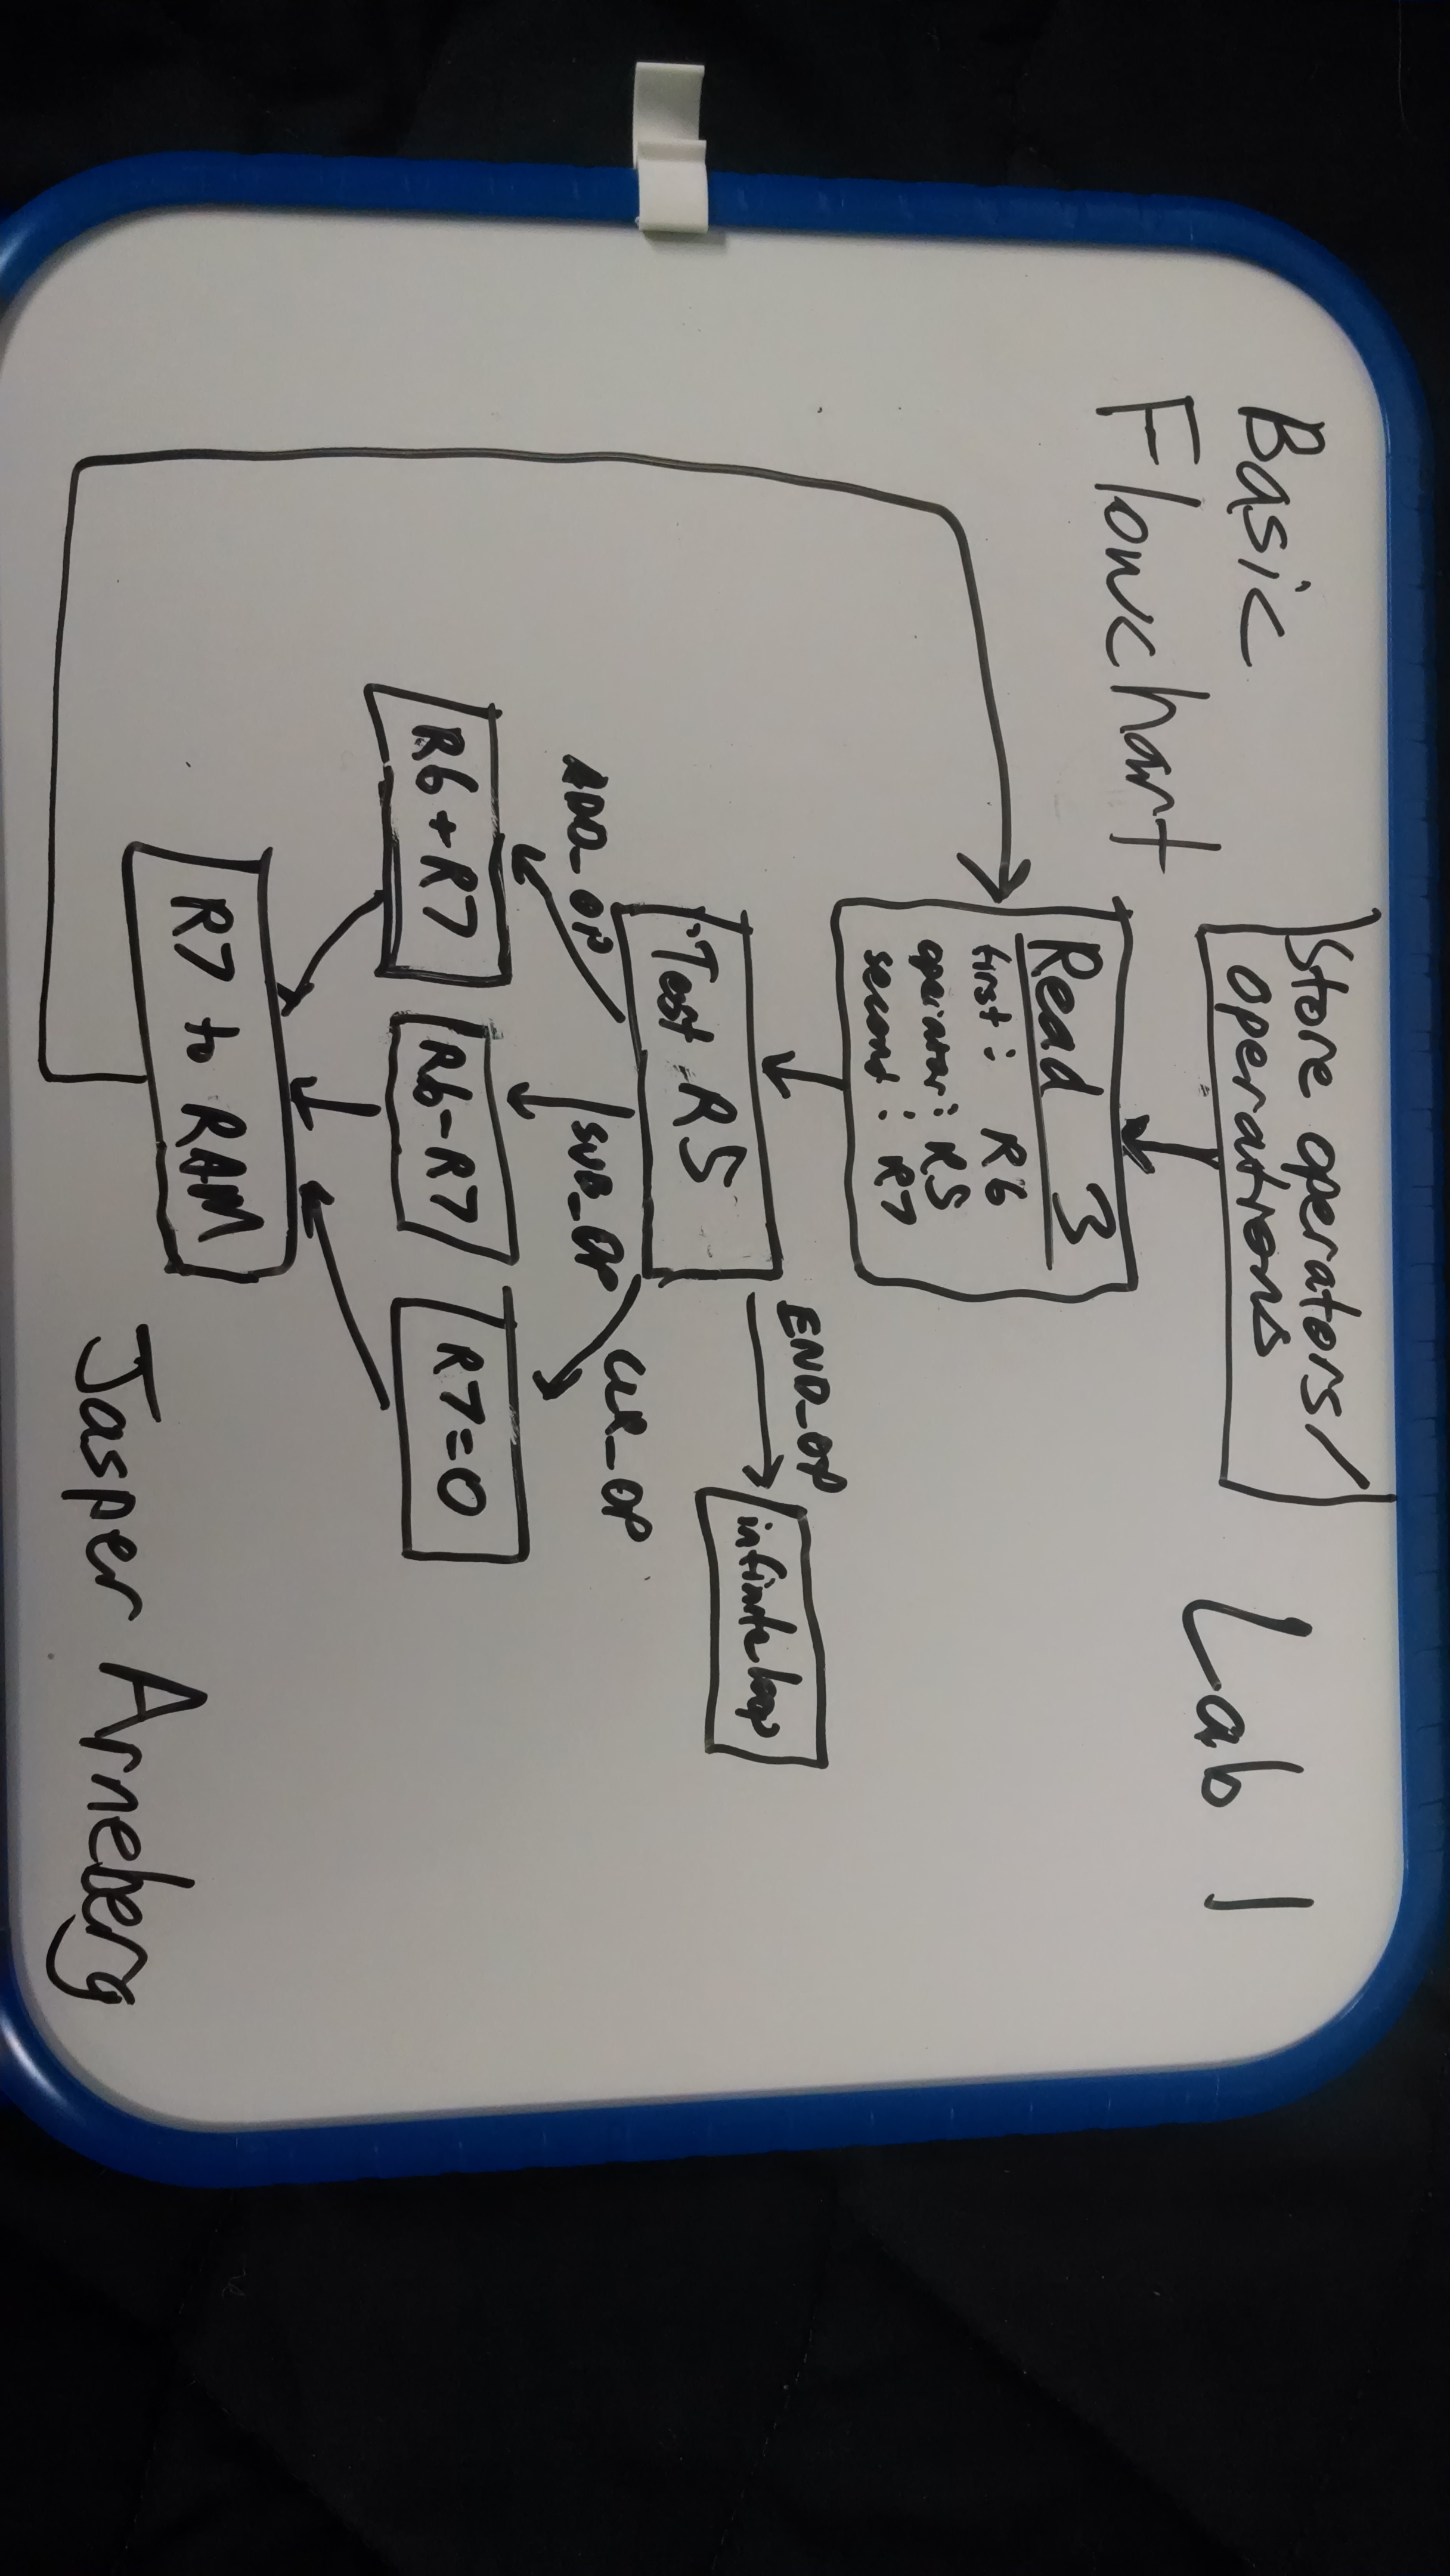 Basic
Flowchart
Lab 1
Store operators/
operations
Read 3
first: R6
operator: R5
second: R7
END_OP
infinite loop
Test R5
ADD_OP
SUB_OP
CLR_OP
R6+R7
R6-R7
R7=0
R7 to RAM
Jasper Arneberg